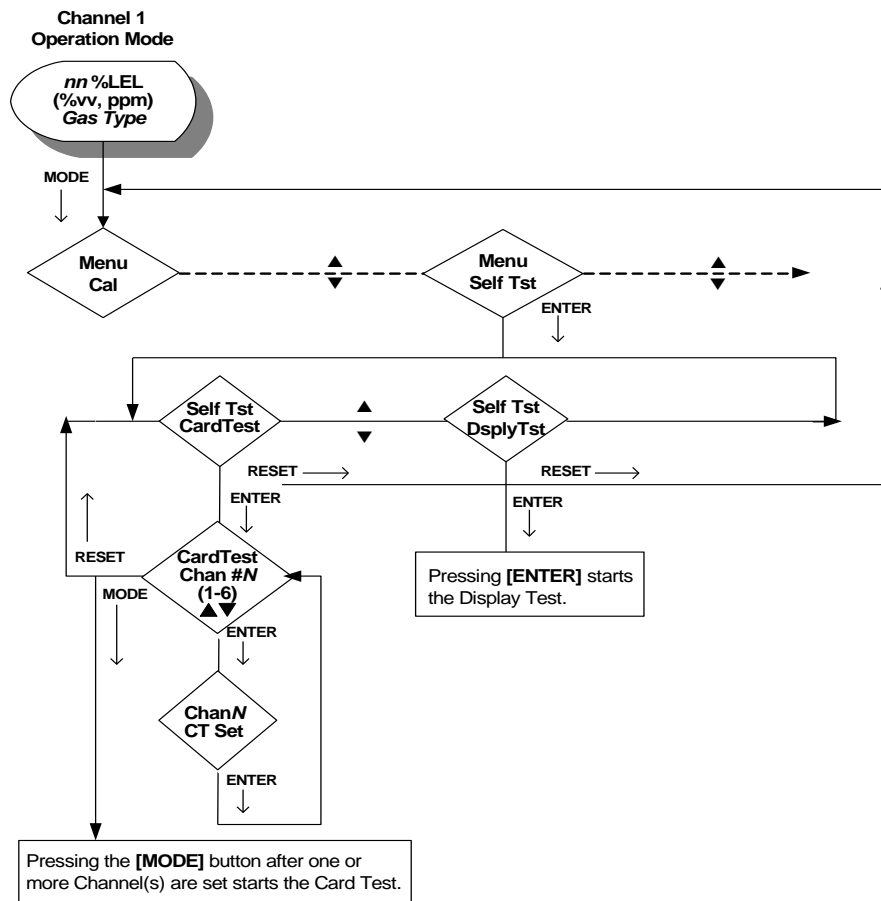 Channel 1
Operation Mode
nn %LEL
(%vv, ppm)
Gas Type
MODE
Menu
Cal
Menu
Self Tst
ENTER
Self Tst
CardTest
Self Tst
DsplyTst
RESET
RESET
ENTER
ENTER
RESET
CardTest
Chan #N
(1-6)
MODE
Pressing [ENTER] starts
the Display Test.
ENTER
ChanN
CT Set
ENTER
Pressing the [MODE] button after one or
more Channel(s) are set starts the Card Test.